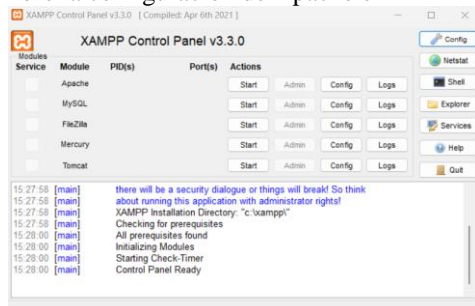 XAMPP Control Panel v3.3.0 [ Compiled: Apr 6th 2021 ]
XAMPP Control Panel v3.3.0
Config
Modules
Service Module PID(s) Port(s) Actions
Netstat
Apache Start Admin Config Logs
Shell
MySQL Start Admin Config Logs
Explorer
FileZilla Start Admin Config Logs
Services
Mercury Start Admin Config Logs
Help
Tomcat Start Admin Config Logs
Quit
15:27:58 [main] there will be a security dialogue or things will break! So think
15:27:58 [main] about running this application with administrator rights!
15:27:58 [main] XAMPP Installation Directory: "c:\xampp\"
15:27:58 [main] Checking for prerequisites
15:28:00 [main] All prerequisites found
15:28:00 [main] Initializing Modules
15:28:00 [main] Starting Check-Timer
15:28:00 [main] Control Panel Ready